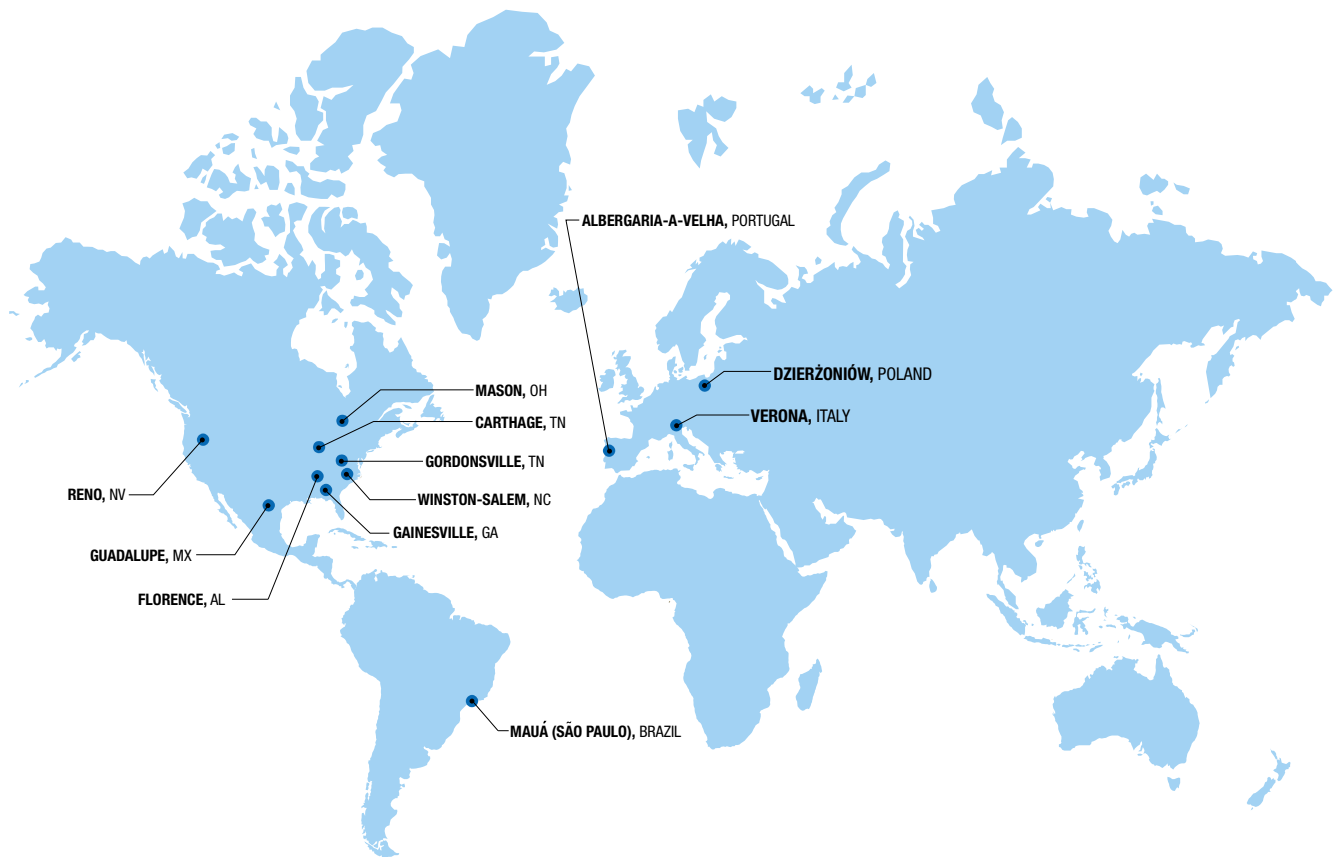 ALBERGARIA-A-VELHA, PORTUGAL
DZIERŻONIÓW, POLAND
MASON, OH
VERONA, ITALY
CARTHAGE, TN
GORDONSVILLE, TN
RENO, NV
WINSTON-SALEM, NC
GAINESVILLE, GA
GUADALUPE, MX
FLORENCE, AL
MAUÁ (SÃO PAULO), BRAZIL